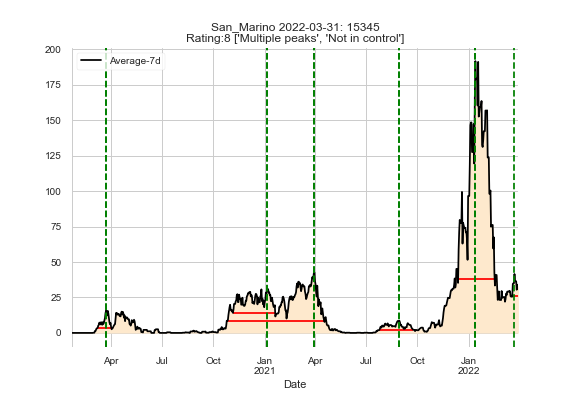 San_Marino 2022-03-31: 15345
Rating:8 ['Multiple peaks', 'Not in control']
200
Average-7d
175
150
125
100
75
50
25
0
Apr Jul Oct Jan Apr Jul Oct Jan
2021 2022
Date